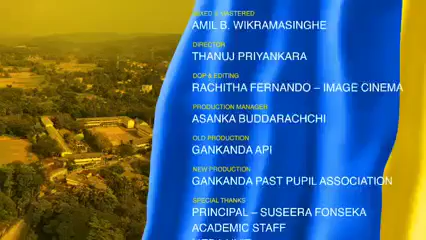 MIXED & MASTERED
AMIL B. WIKRAMASINGHE
DIRECTOR
THANUJ PRIYANKARA
DOP & EDITING
RACHITHA FERNANDO – IMAGE CINEMA
PRODUCTION MANAGER
ASANKA BUDDARACHCHI
OLD PRODUCTION
GANKANDA API
NEW PRODUCTION
GANKANDA PAST PUPIL ASSOCIATION
SPECIAL THANKS
PRINCIPAL – SUSEERA FONSEKA
ACADEMIC STAFF